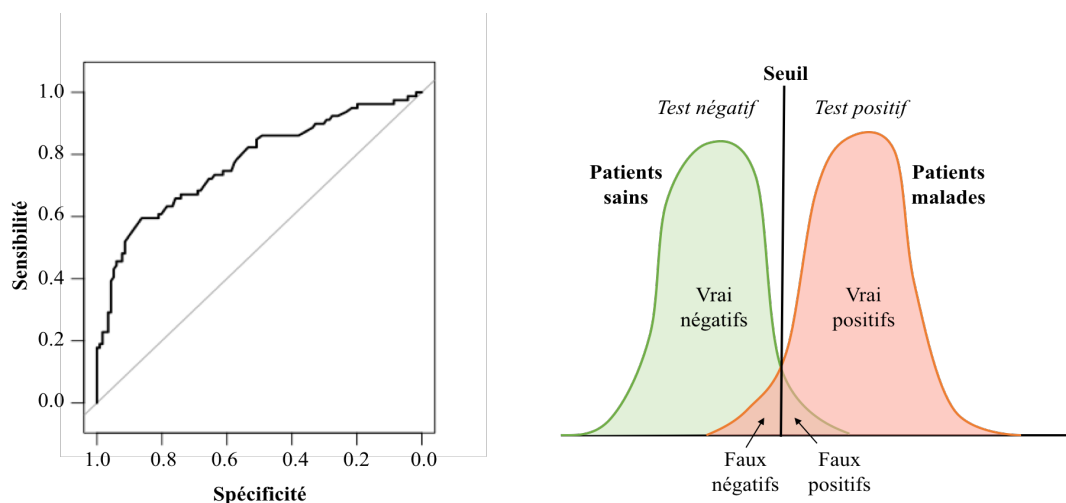 Sensibilité
1.0
0.8
0.6
0.4
0.2
0.0
1.0 0.8 0.6 0.4 0.2 0.0
Spécificité
Seuil
Test négatif Test positif
Patients
sains
Patients
malades
Vrai
négatifs
Vrai
positifs
Faux
négatifs
Faux
positifs